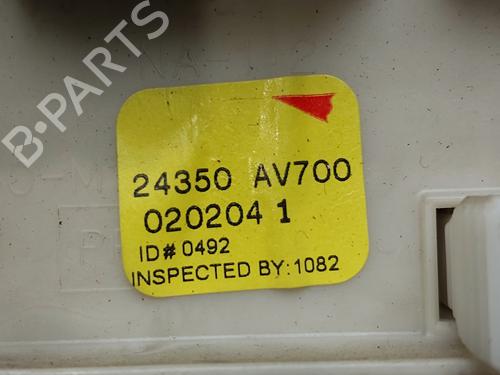 B-PARTS
24350 AV700
020204 1
ID# 0492
INSPECTED BY:1082